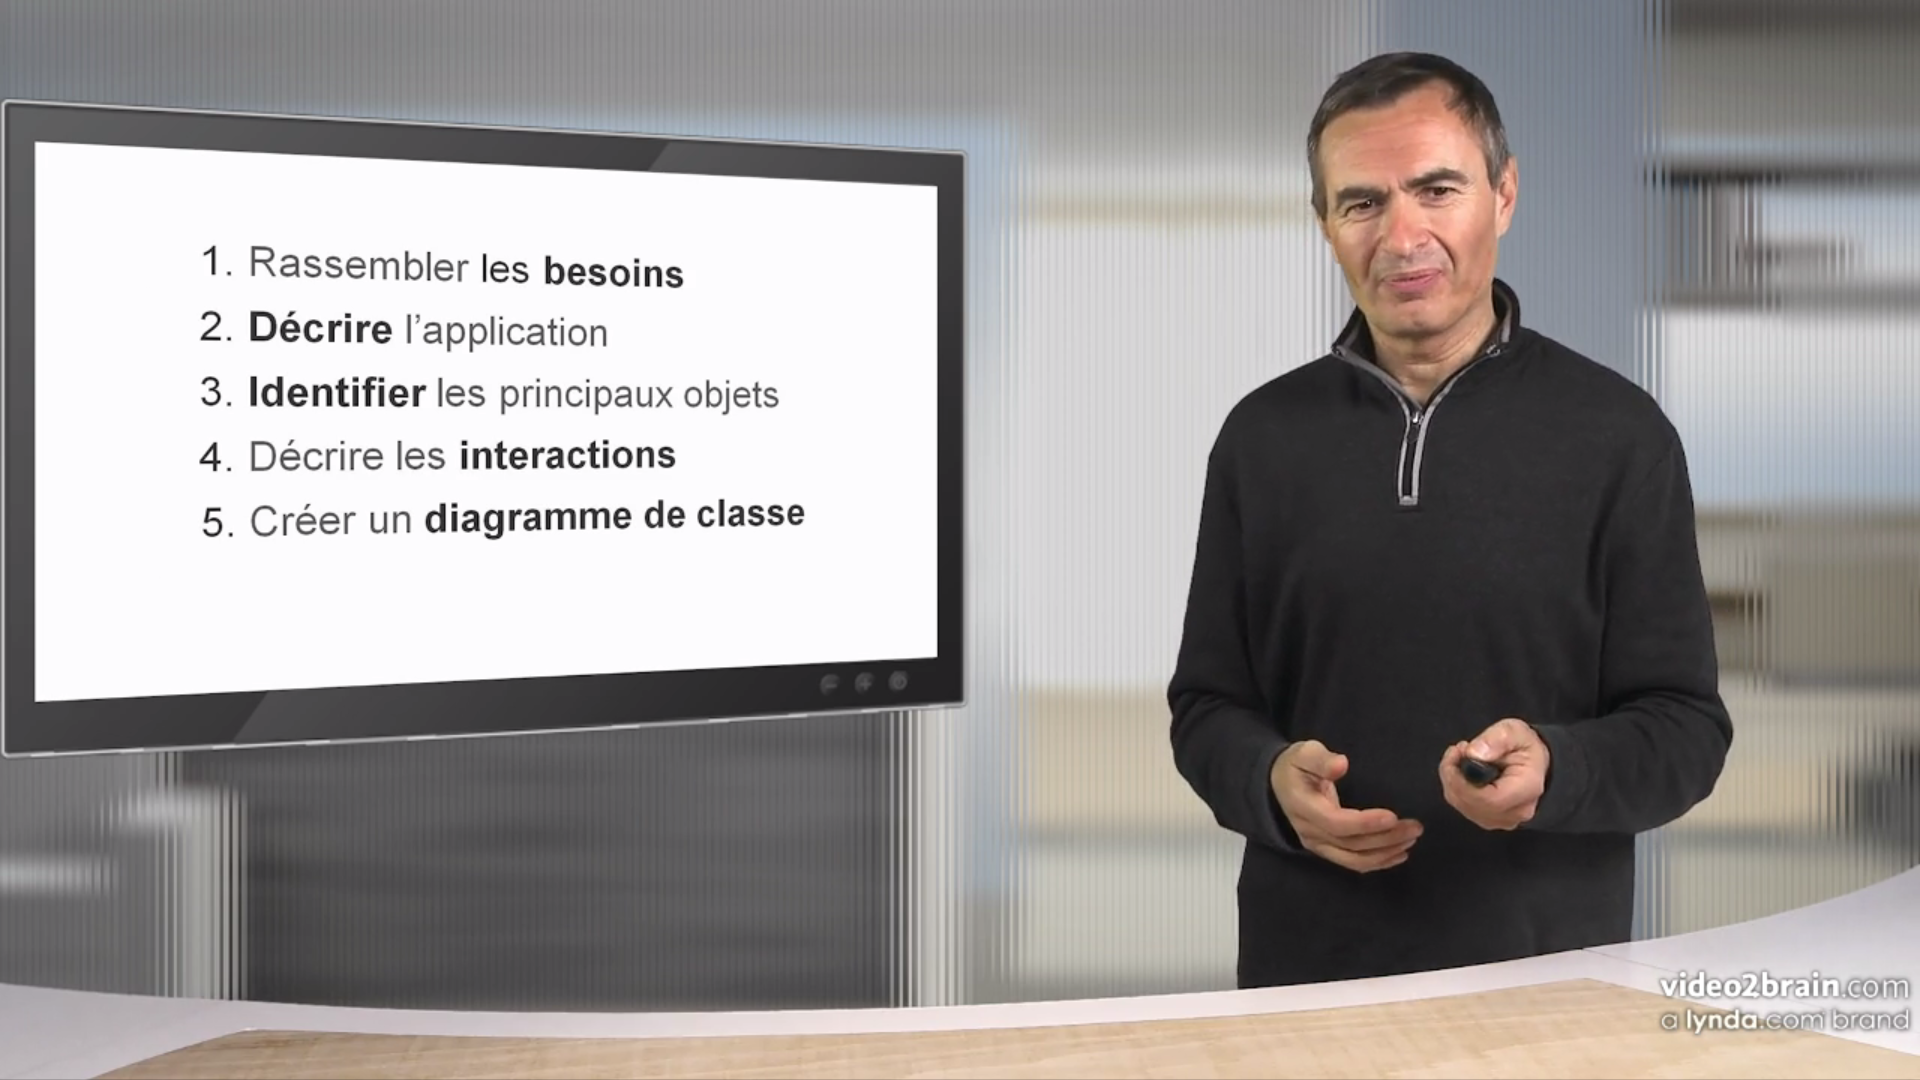 1. Rassembler les besoins
2. Décrire l’application
3. Identifier les principaux objets
4. Décrire les interactions
5. Créer un diagramme de classe
video2brain.com
a lynda.com brand